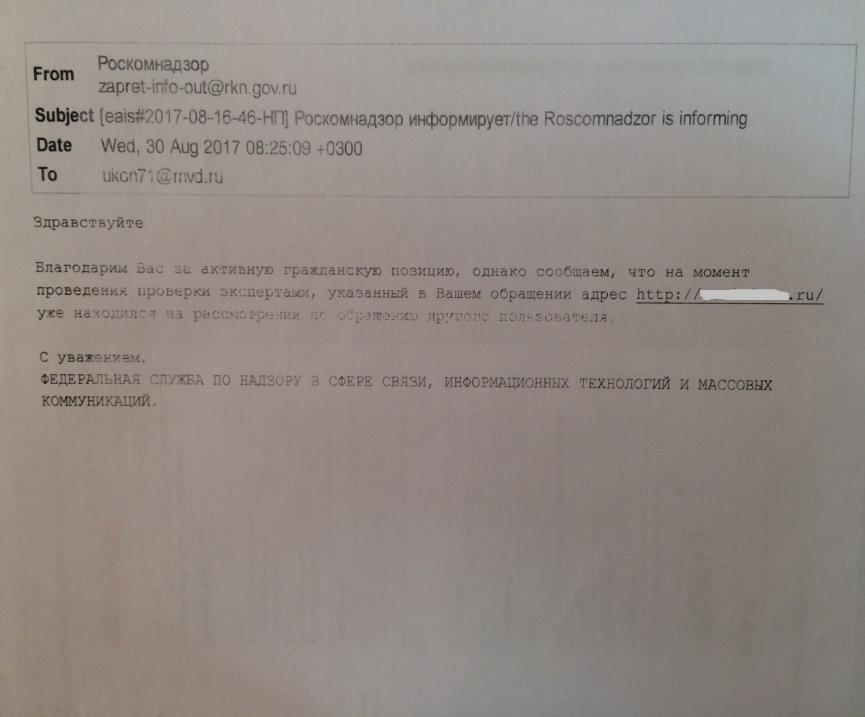 From Роскомнадзор
zapret-info-out@rkn.gov.ru
Subject [eais#2017-08-16-46-НП] Роскомнадзор информирует/the Roscomnadzor is informing
Date Wed, 30 Aug 2017 08:25:09 +0300
To ukon71@mvd.ru
Здравствуйте
Благодарим Вас за активную гражданскую позицию, однако сообщаем, что на момент
проведения проверки экспертами, указанный в Вашем обращении адрес http:// .ru/
уже находился на рассмотрении по обращению другого пользователя.
С уважением,
ФЕДЕРАЛЬНАЯ СЛУЖБА ПО НАДЗОРУ В СФЕРЕ СВЯЗИ, ИНФОРМАЦИОННЫХ ТЕХНОЛОГИЙ И МАССОВЫХ
КОММУНИКАЦИЙ.